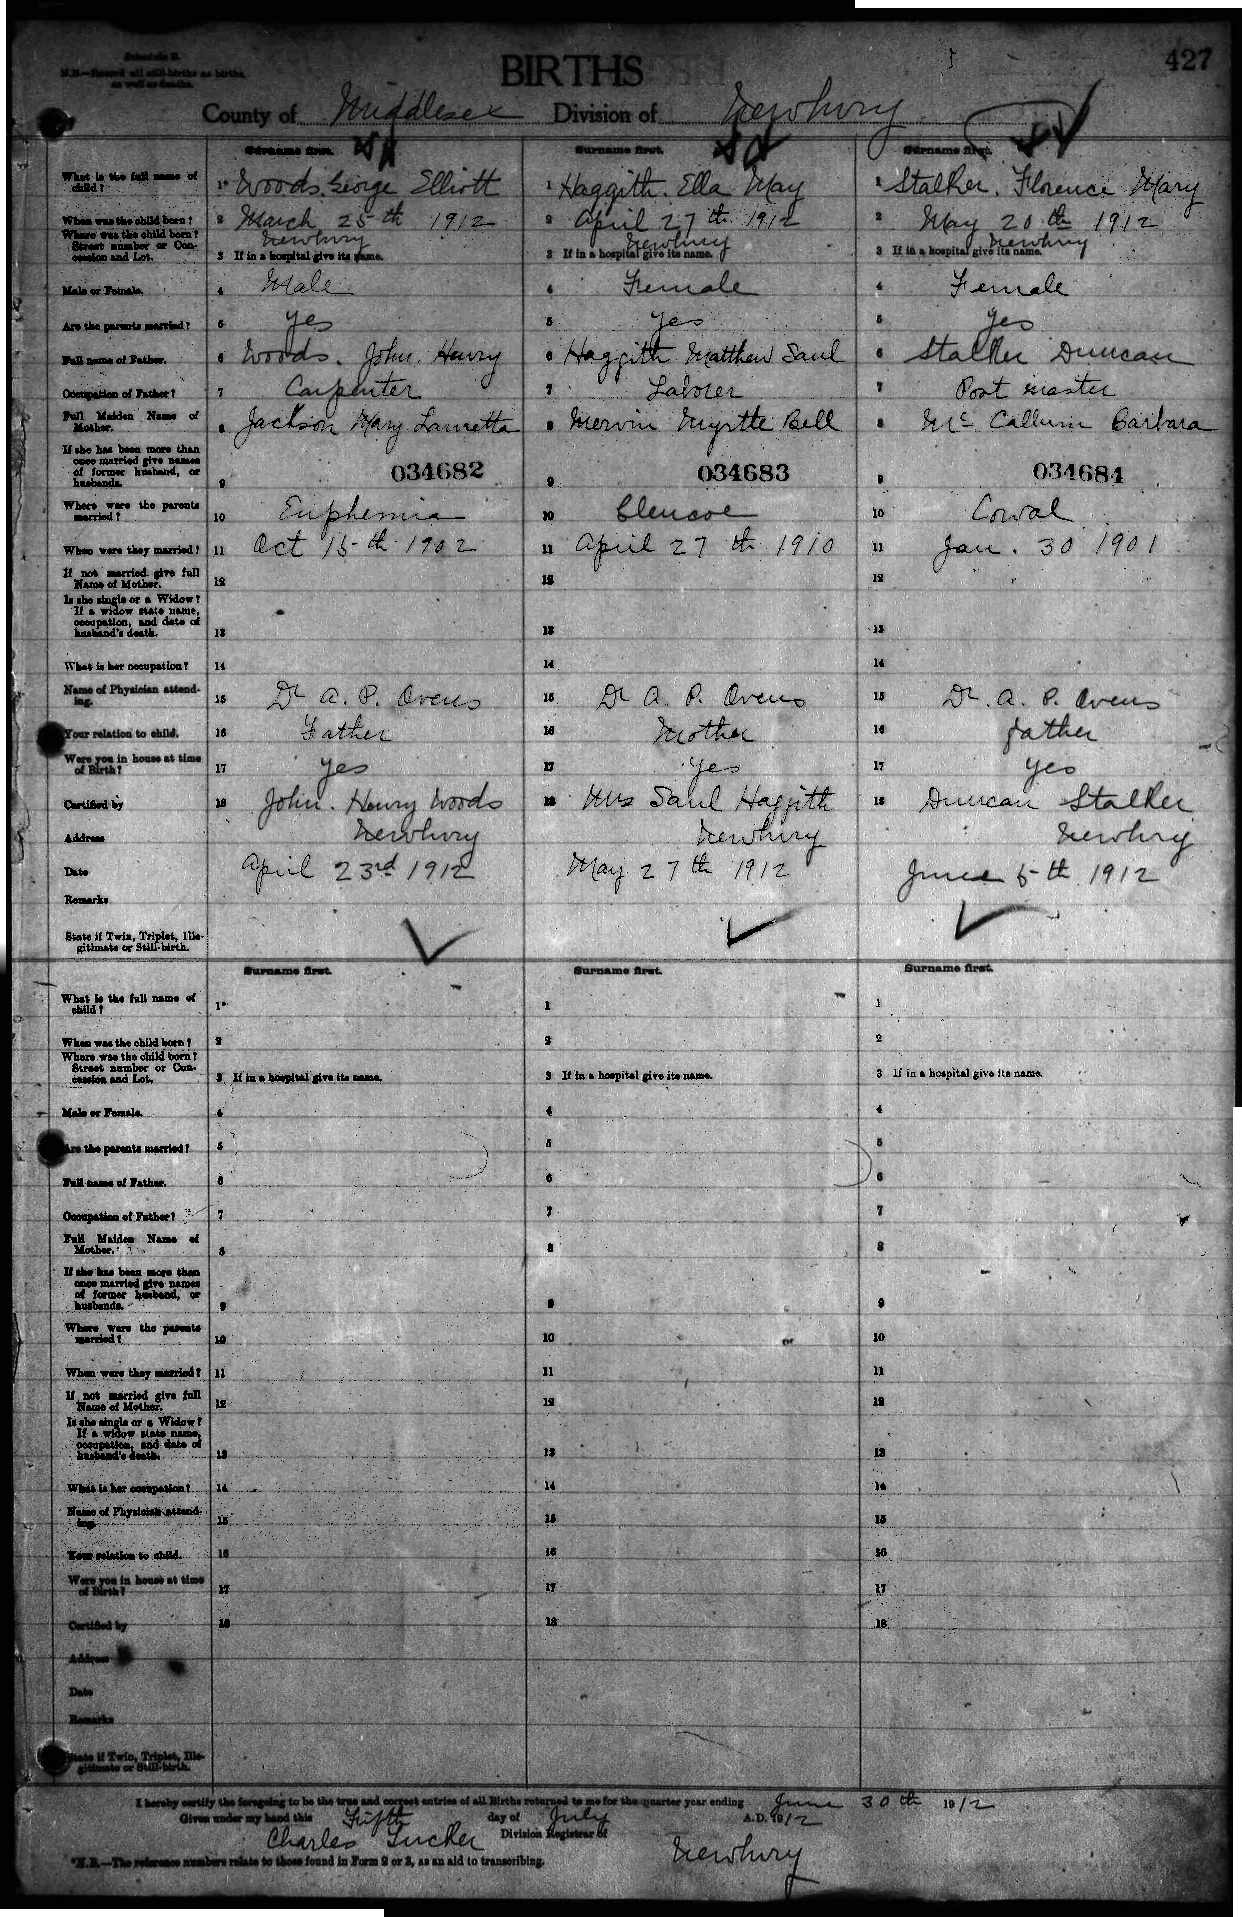 Schedule B.
N.B.—Record all still-births as births,
as well as deaths.
BIRTHS
427
County of Middlesex Division of Newbury
Surname first. Surname first. Surname first.
What is the full name of child? 1* Woods. George Elliott 1 Haggith. Ella May 1 Stalker. Florence Mary
When was the child born? 2 March 25th 1912 2 April 27th 1912 2 May 20th 1912
Where was the child born? Newbury Newbury Newbury
Street number or Concession and Lot. 3 If in a hospital give its name. 3 If in a hospital give its name. 3 If in a hospital give its name.
Male or Female. 4 Male 4 Female 4 Female
Are the parents married? 5 yes 5 yes 5 yes
Full name of Father. 6 Woods. John. Henry 6 Haggith Matthew Saul 6 Stalker Duncan
Occupation of Father? 7 Carpenter 7 Laborer 7 Post master
Full Maiden Name of Mother. 8 Jackson Mary Lauretta 8 Merwin Myrtle Bell 8 Mc Callum Barbara
If she has been more than
once married give names
of former husband, or
husbands. 9 034682 9 034683 9 034684
Where were the parents married? 10 Euphemia 10 Glencoe 10 Cowal
When were they married? 11 Oct 15th 1902 11 April 27th 1910 11 Jan. 30 1901
If not married give full Name of Mother. 12 12 12
Is she single or a Widow?
If a widow state name,
occupation, and date of
husband's death. 13 13 13
What is her occupation? 14 14 14
Name of Physician attending. 15 Dr A. P. Ovens 15 Dr A. P. Ovens 15 Dr. A. P. Ovens
Your relation to child. 16 Father 16 Mother 16 father
Were you in house at time of Birth? 17 yes 17 yes 17 yes
Certified by 18 John. Henry Woods 18 Mrs Saul Haggith 18 Duncan Stalker
Address Newbury Newbury Newbury
Date April 23rd 1912 May 27th 1912 June 5th 1912
Remarks
State if Twin, Triplet, Illegitimate or Still-birth.
Surname first. Surname first. Surname first.
What is the full name of child? 1* 1 1
When was the child born? 2 2 2
Where was the child born?
Street number or Concession and Lot. 3 If in a hospital give its name. 3 If in a hospital give its name. 3 If in a hospital give its name.
Male or Female. 4 4 4
Are the parents married? 5 5 5
Full name of Father. 6 6 6
Occupation of Father? 7 7 7
Full Maiden Name of Mother. 8 8 8
If she has been more than
once married give names
of former husband, or
husbands. 9 9 9
Where were the parents married? 10 10 10
When were they married? 11 11 11
If not married give full Name of Mother. 12 12 12
Is she single or a Widow?
If a widow state name,
occupation, and date of
husband's death. 13 13 13
What is her occupation? 14 14 14
Name of Physician attending. 15 15 15
Your relation to child. 16 16 16
Were you in house at time of Birth? 17 17 17
Certified by 18 18 18
Address
Date
Remarks
State if Twin, Triplet, Illegitimate or Still-birth.
I hereby certify the foregoing to be the true and correct entries of all Births returned to me for the quarter year ending June 30th 1912
Given under my hand this Fifth day of July A.D. 1912
Charles Tucker Division Registrar of Newbury
*N.B.—The reference numbers relate to those found in Form 2 or 3, as an aid to transcribing.